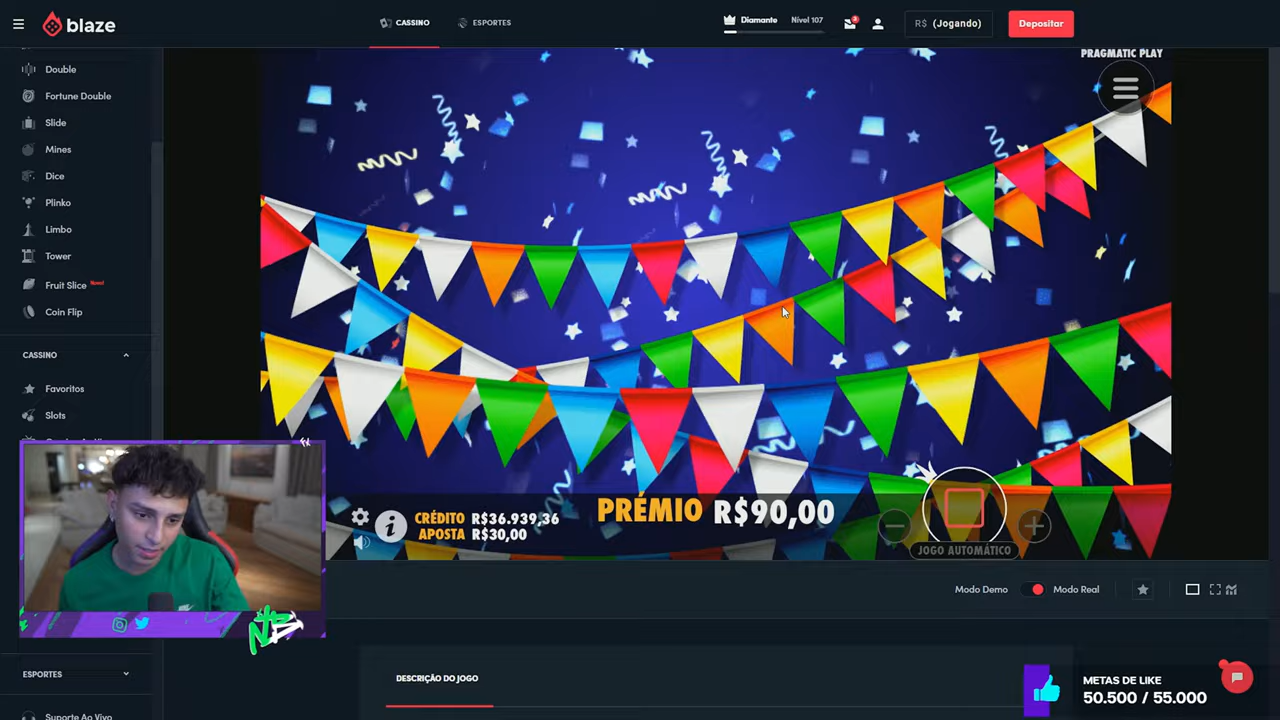 blaze
CASSINO
ESPORTES
Diamante
Nível 107
3
R$ (Jogando)
Depositar
Double
Fortune Double
Slide
Mines
Dice
Plinko
Limbo
Tower
Fruit Slice
Coin Flip
CASSINO
Favoritos
Slots
ESPORTES
Suporte Ao Vivo
PRAGMATIC PLAY
CRÉDITO R$36.939,36
APOSTA R$30,00
PRÉMIO R$90,00
JOGO AUTOMÁTICO
Modo Demo
Modo Real
DESCRIÇÃO DO JOGO
METAS DE LIKE
50.500 / 55.000